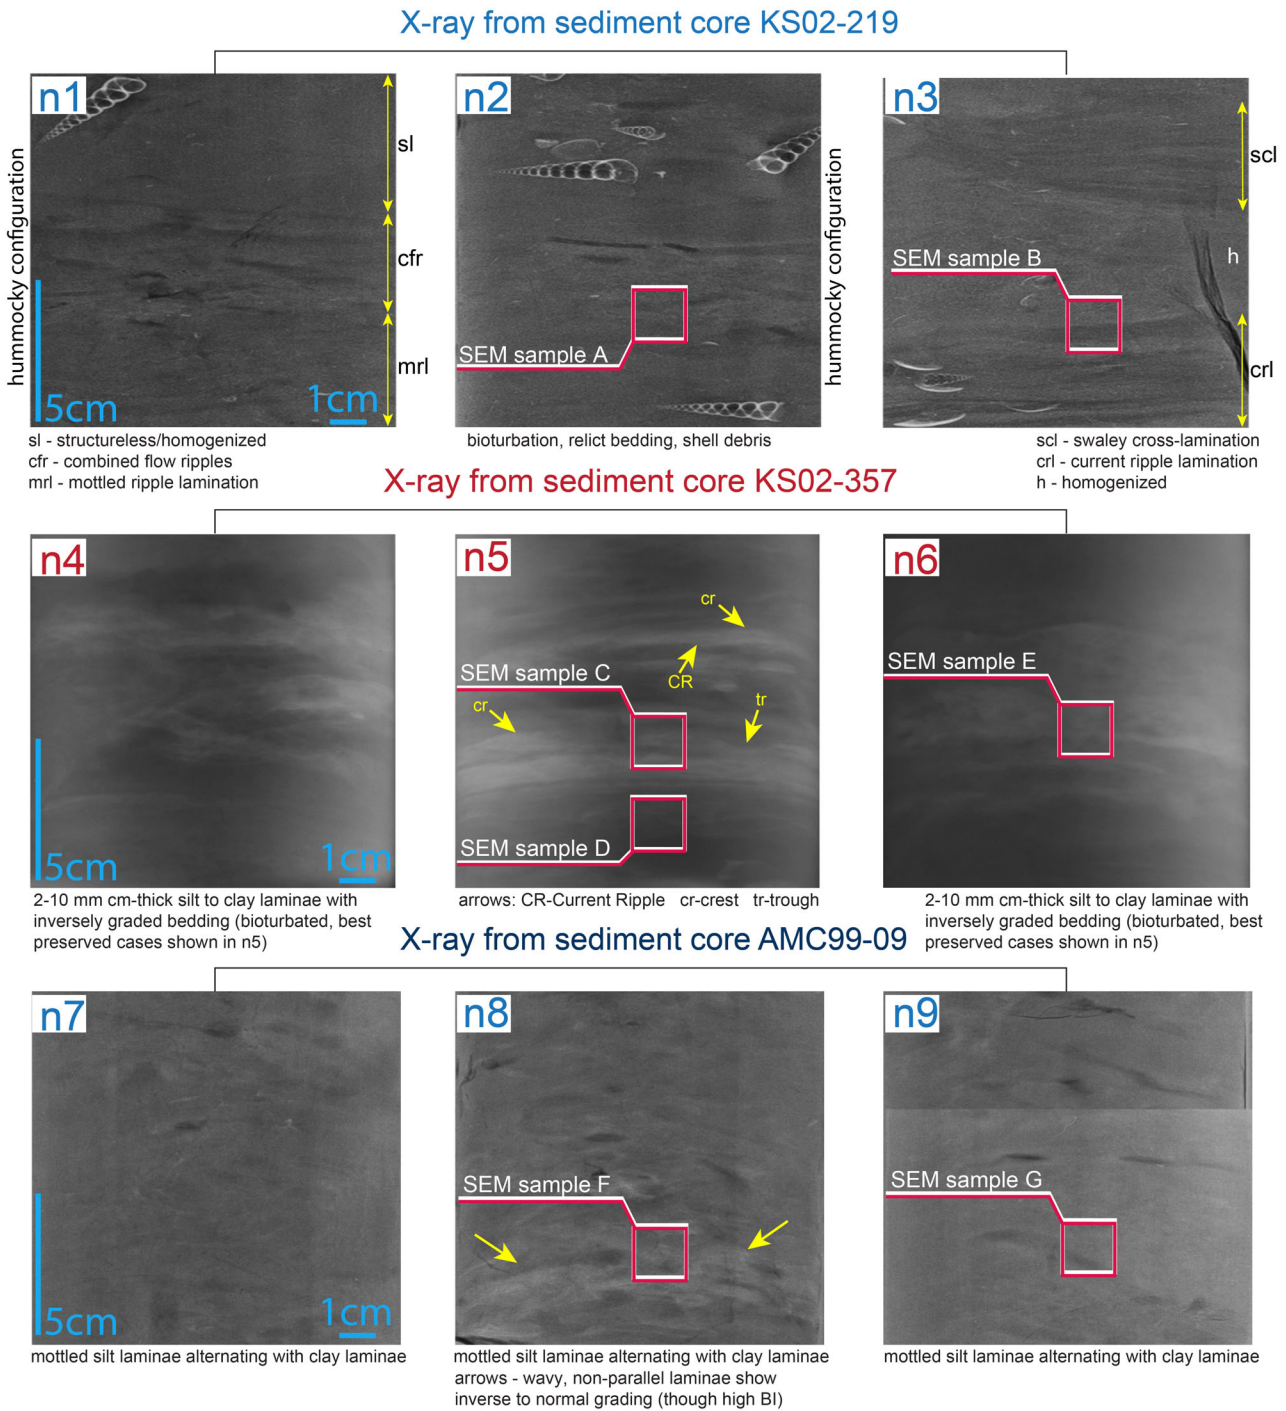 X-ray from sediment core KS02-219
n1
n2
n3
hummocky configuration
sl
cfr
mrl
5cm
1cm
SEM sample A
hummocky configuration
SEM sample B
scl
h
crl
sl - structureless/homogenized
cfr - combined flow ripples
mrl - mottled ripple lamination
bioturbation, relict bedding, shell debris
scl - swaley cross-lamination
crl - current ripple lamination
h - homogenized
X-ray from sediment core KS02-357
n4
n5
n6
5cm
1cm
cr
CR
SEM sample C
cr
tr
SEM sample D
SEM sample E
2-10 mm cm-thick silt to clay laminae with
inversely graded bedding (bioturbated, best
preserved cases shown in n5)
arrows: CR-Current Ripple cr-crest tr-trough
2-10 mm cm-thick silt to clay laminae with
inversely graded bedding (bioturbated, best
preserved cases shown in n5)
X-ray from sediment core AMC99-09
n7
n8
n9
5cm
1cm
SEM sample F
SEM sample G
mottled silt laminae alternating with clay laminae
mottled silt laminae alternating with clay laminae
arrows - wavy, non-parallel laminae show
inverse to normal grading (though high BI)
mottled silt laminae alternating with clay laminae